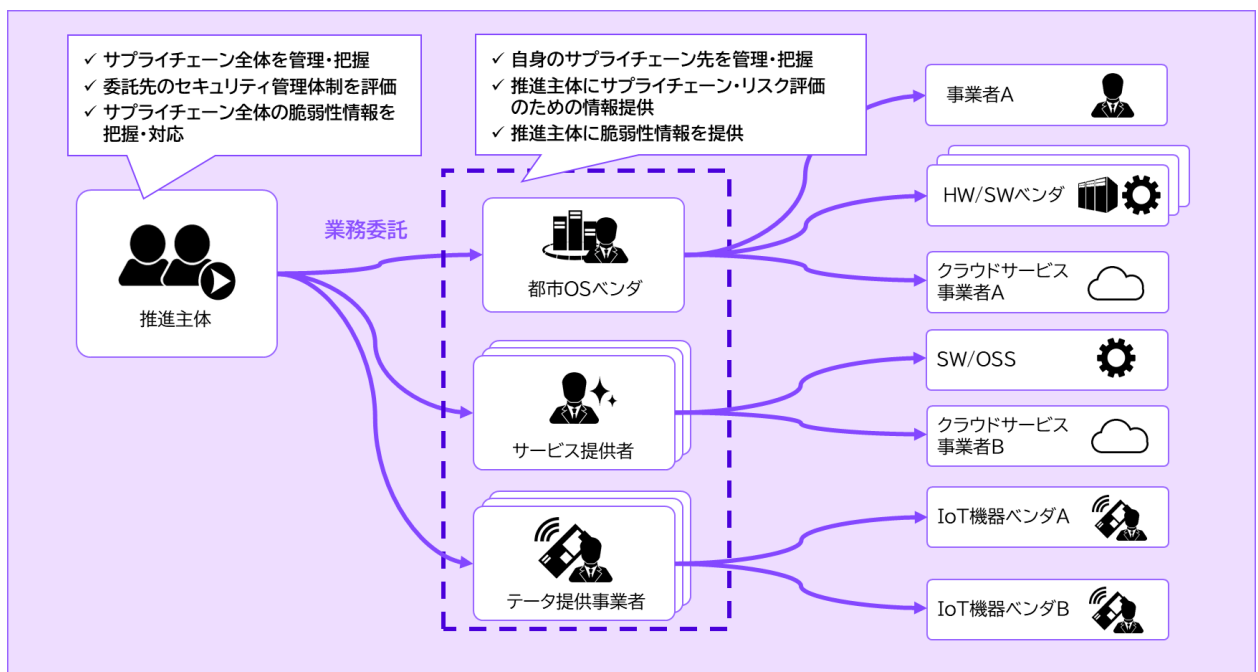 ✓ サプライチェーン全体を管理・把握
✓ 委託先のセキュリティ管理体制を評価
✓ サプライチェーン全体の脆弱性情報を
把握・対応
✓ 自身のサプライチェーン先を管理・把握
✓ 推進主体にサプライチェーン・リスク評価
のための情報提供
✓ 推進主体に脆弱性情報を提供
推進主体
業務委託
都市OSベンダ
サービス提供者
テータ提供事業者
事業者A
HW/SWベンダ
クラウドサービス
事業者A
SW/OSS
クラウドサービス
事業者B
IoT機器ベンダA
IoT機器ベンダB